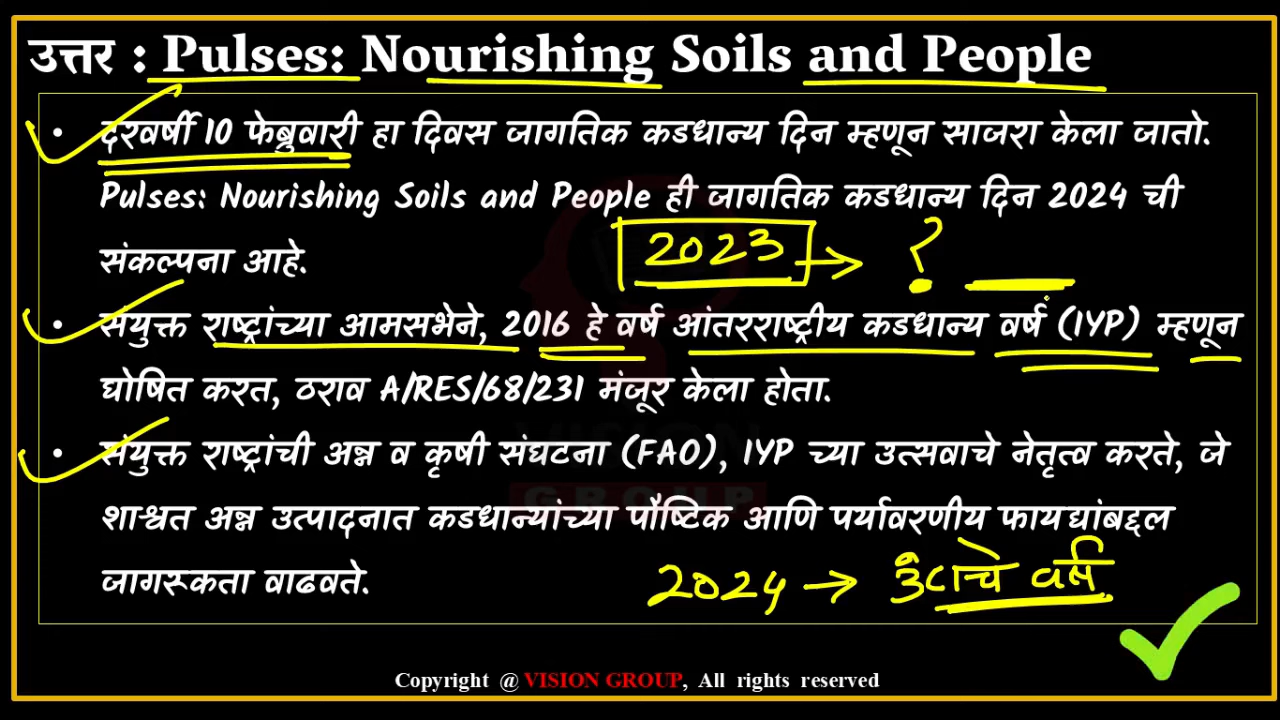 उत्तर : Pulses: Nourishing Soils and People
• दरवर्षी 10 फेब्रुवारी हा दिवस जागतिक कडधान्य दिन म्हणून साजरा केला जातो.
Pulses: Nourishing Soils and People ही जागतिक कडधान्य दिन 2024 ची
संकल्पना आहे.
2023 → ?
• संयुक्त राष्ट्रांच्या आमसभेने, 2016 हे वर्ष आंतरराष्ट्रीय कडधान्य वर्ष (IYP) म्हणून
घोषित करत, ठराव A/RES/68/231 मंजूर केला होता.
• संयुक्त राष्ट्रांची अन्न व कृषी संघटना (FAO), IYP च्या उत्सवाचे नेतृत्व करते, जे
शाश्वत अन्न उत्पादनात कडधान्यांच्या पौष्टिक आणि पर्यावरणीय फायद्यांबद्दल
जागरूकता वाढवते.
2024 → उंटाचे वर्ष
VISION
GROUP
Copyright @ VISION GROUP, All rights reserved